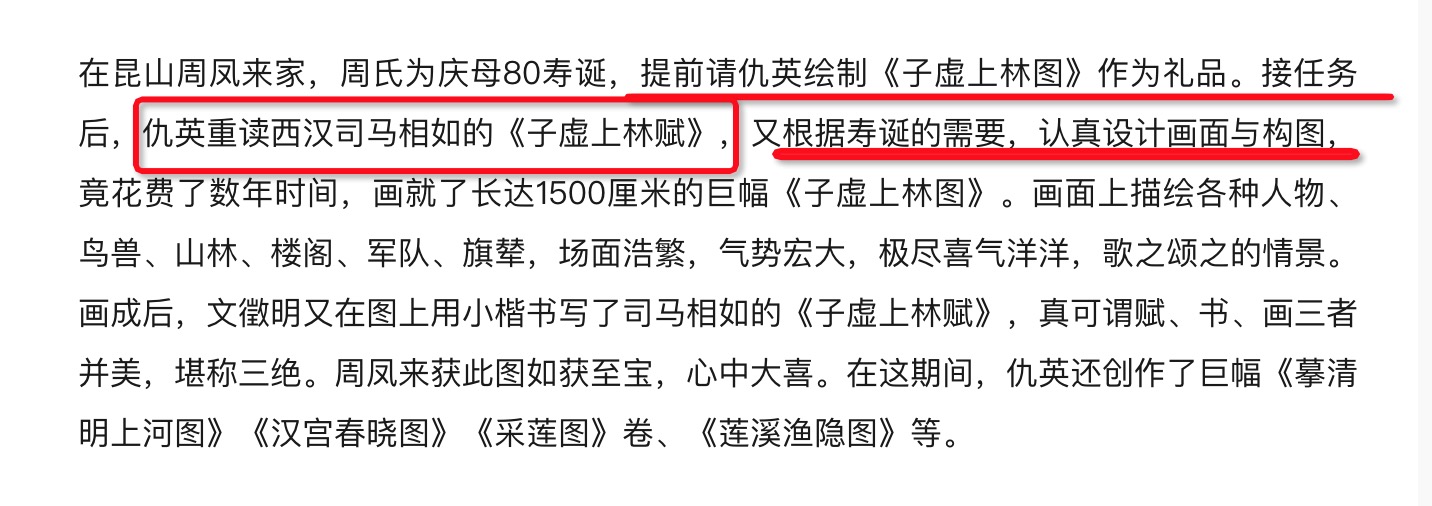 在昆山周凤来家，周氏为庆母80寿诞，提前请仇英绘制《子虚上林图》作为礼品。接任务
后，仇英重读西汉司马相如的《子虚上林赋》，又根据寿诞的需要，认真设计画面与构图，
竟花费了数年时间，画就了长达1500厘米的巨幅《子虚上林图》。画面上描绘各种人物、
鸟兽、山林、楼阁、军队、旗辇，场面浩繁，气势宏大，极尽喜气洋洋，歌之颂之的情景。
画成后，文徵明又在图上用小楷书写了司马相如的《子虚上林赋》，真可谓赋、书、画三者
并美，堪称三绝。周凤来获此图如获至宝，心中大喜。在这期间，仇英还创作了巨幅《摹清
明上河图》《汉宫春晓图》《采莲图》卷、《莲溪渔隐图》等。